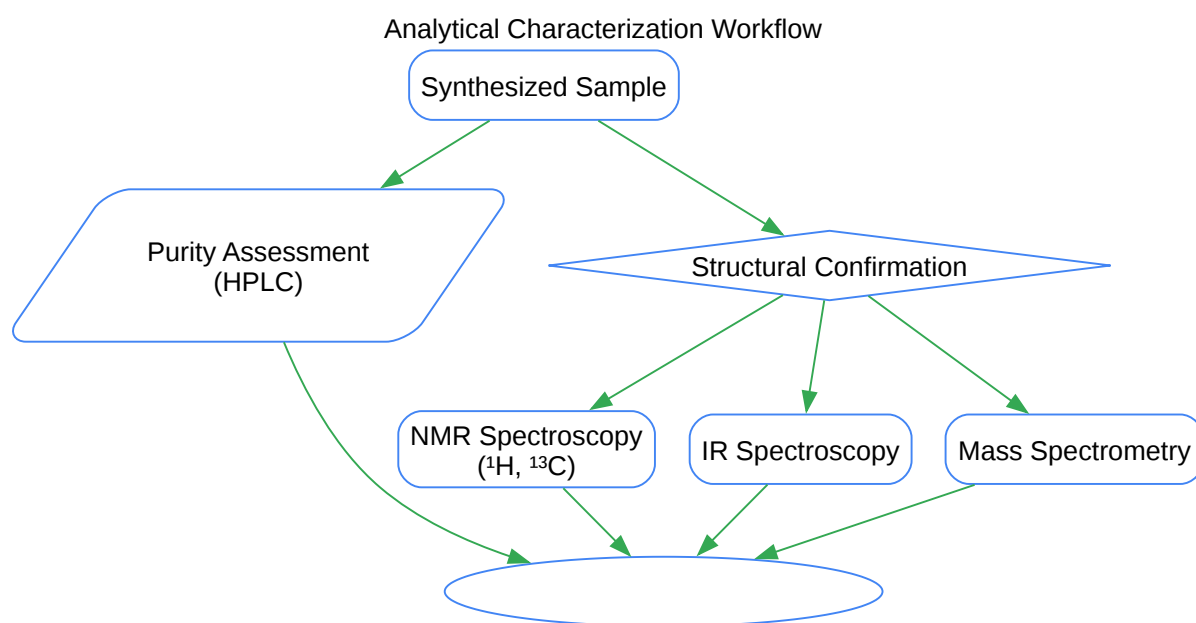 Analytical Characterization Workflow
Synthesized Sample
Purity Assessment
(HPLC)
Structural Confirmation
NMR Spectroscopy
(¹H, ¹³C)
IR Spectroscopy
Mass Spectrometry